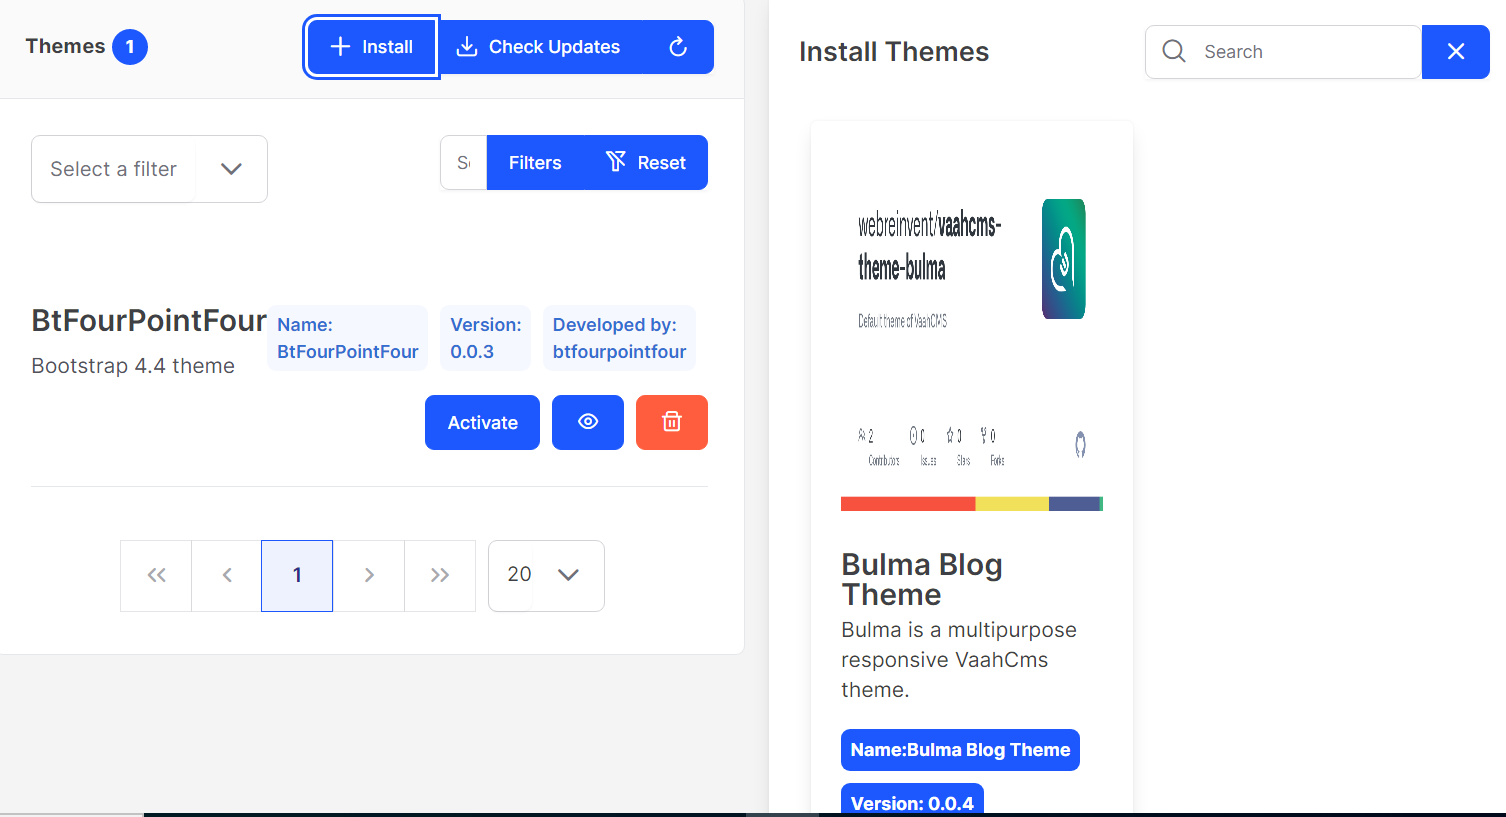 Themes 1
Install
Check Updates
Select a filter
Se
Filters
Reset
BtFourPointFour
Bootstrap 4.4 theme
Name:
BtFourPointFour
Version:
0.0.3
Developed by:
btfourpointfour
Activate
1
20
Install Themes
Search
webreinvent/vaahcms-
theme-bulma
Default theme of VaahCMS
2
Contributors
0
Issues
0
Stars
0
Forks
Bulma Blog
Theme
Bulma is a multipurpose
responsive VaahCms
theme.
Name:Bulma Blog Theme
Version: 0.0.4